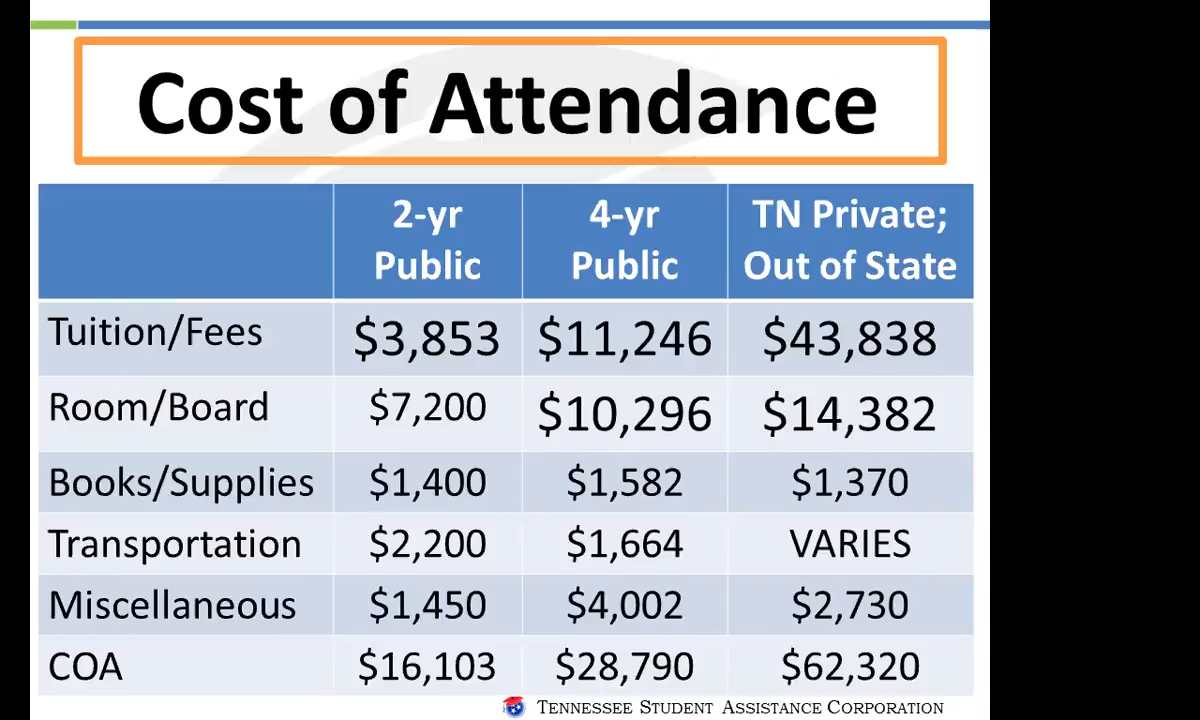 Cost of Attendance
2-yr Public 4-yr Public TN Private; Out of State
Tuition/Fees $3,853 $11,246 $43,838
Room/Board $7,200 $10,296 $14,382
Books/Supplies $1,400 $1,582 $1,370
Transportation $2,200 $1,664 VARIES
Miscellaneous $1,450 $4,002 $2,730
COA $16,103 $28,790 $62,320
TENNESSEE STUDENT ASSISTANCE CORPORATION